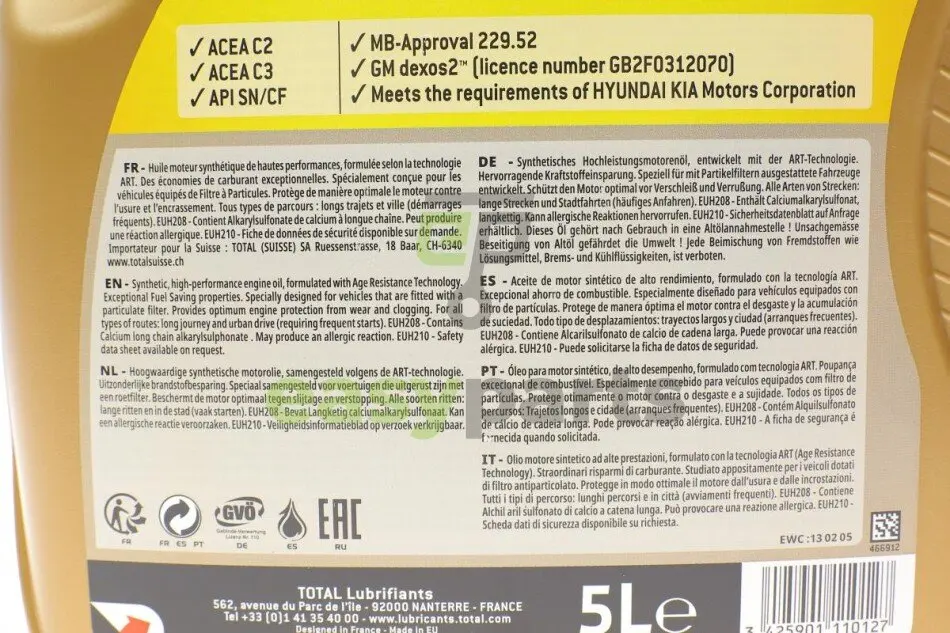 ✓ ACEA C2
✓ ACEA C3
✓ API SN/CF
✓ MB-Approval 229.52
✓ GM dexos2™ (licence number GB2F0312070)
✓ Meets the requirements of HYUNDAI KIA Motors Corporation
FR - Huile moteur synthétique de hautes performances, formulée selon la technologie
ART. Des économies de carburant exceptionnelles. Spécialement conçue pour les
véhicules équipés de Filtre à Particules. Protège de manière optimale le moteur contre
l'usure et l'encrassement. Tous types de parcours : longs trajets et ville (démarrages
fréquents). EUH208 - Contient Alkarylsulfonate de calcium à longue chaine. Peut produire
une réaction allergique. EUH210 - Fiche de données de sécurité disponible sur demande.
Importateur pour la Suisse : TOTAL (SUISSE) SA Ruessenstrasse, 18 Baar, CH-6340
www.totalsuisse.ch
EN - Synthetic, high-performance engine oil, formulated with Age Resistance Technology.
Exceptional Fuel Saving properties. Specially designed for vehicles that are fitted with a
particulate filter. Provides optimum engine protection from wear and clogging. For all
types of routes: long journey and urban drive (requiring frequent starts). EUH208 - Contains
Calcium long chain alkarylsulphonate . May produce an allergic reaction. EUH210 - Safety
data sheet available on request.
NL - Hoogwaardige synthetische motorolie, samengesteld volgens de ART-technologie.
Uitzonderlijke brandstofbesparing. Speciaal samengesteld voor voertuigen die uitgerust zijn met
een roetfilter. Beschermt de motor optimaal tegen slijtage en verstopping. Alle soorten ritten:
lange ritten en in de stad (vaak starten). EUH208 - Bevat Langketig calciumalkarylsulfonaat. Kan
een allergische reactie veroorzaken. EUH210 - Veiligheidsinformatieblad op verzoek verkrijgbaar.
DE - Synthetisches Hochleistungsmotorenöl, entwickelt mit der ART-Technologie.
Hervorragende Kraftstoffeinsparung. Speziell für mit Partikelfiltern ausgestattete Fahrzeuge
entwickelt. Schützt den Motor optimal vor Verschleiß und Verrußung. Alle Arten von Strecken:
lange Strecken und Stadtfahrten (häufiges Anfahren). EUH208 - Enthält Calciumalkarylsulfonat,
langkettig. Kann allergische Reaktionen hervorrufen. EUH210 - Sicherheitsdatenblatt auf Anfrage
erhältlich. Dieses Öl gehört nach Gebrauch in eine Altölannahmestelle ! Unsachgemässe
Beseitigung von Altöl gefährdet die Umwelt ! Jede Beimischung von Fremdstoffen wie
Lösungsmittel, Brems- und Kühlflüssigkeiten, ist verboten.
ES - Aceite de motor sintético de alto rendimiento, formulado con la tecnología ART.
Excepcional ahorro de combustible. Especialmente diseñado para vehículos equipados con
filtro de partículas. Protege de manera óptima el motor contra el desgaste y la acumulación
de suciedad. Todo tipo de desplazamientos: trayectos largos y ciudad (arranques frecuentes).
EUH208 - Contiene Alcarilsulfonato de calcio de cadena larga. Puede provocar una reacción
alérgica. EUH210 - Puede solicitarse la ficha de datos de seguridad.
PT - Óleo para motor sintético, de alto desempenho, formulado com tecnologia ART. Poupança
excecional de combustível. Especialmente concebido para veículos equipados com filtro de
partículas. Protege otimamente o motor contra o desgaste e a sujidade. Todos os tipos de
percursos: Trajetos longos e cidade (arranques frequentes). EUH208 - Contém Alquilsulfonato
de cálcio de cadeia longa. Pode provocar reação alérgica. EUH210 - A ficha de segurança é
fornecida quando solicitada.
IT - Olio motore sintetico ad alte prestazioni, formulato con la tecnologia ART (Age Resistance
Technology). Straordinari risparmi di carburante. Studiato appositamente per i veicoli dotati
di filtro antiparticolato. Protegge in modo ottimale il motore dall'usura e dalle incrostazioni.
Tutti i tipi di percorso: lunghi percorsi e in città (avviamenti frequenti). EUH208 - Contiene
Alchil aril sulfonato di calcio a catena lunga. Può provocare una reazione allergica. EUH210 -
Scheda dati di sicurezza disponibile su richiesta.
easyparts
FR
FR ES PT
GVÖ
Gebinde-Verwertung
Lizenz-Nr. 110
DE
ES
EAC
RU
EWC : 13 02 05
466912
TOTAL Lubrifiants
562, avenue du Parc de l'île - 92000 NANTERRE - FRANCE
Tel +33 (0)1 41 35 40 00 - www.lubricants.total.com
Designed in France - Made in EU
5L e
3 425901 110127